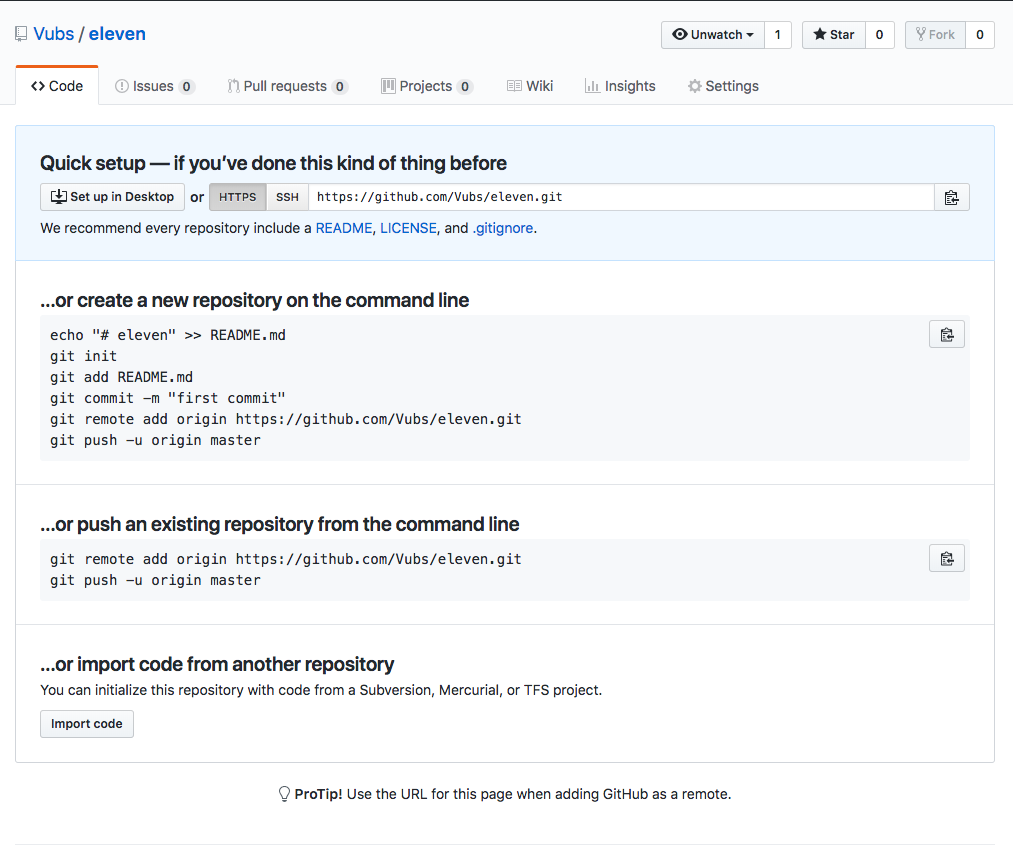 Vubs / eleven
Unwatch 1 Star 0 Fork 0
Code Issues 0 Pull requests 0 Projects 0 Wiki Insights Settings
Quick setup — if you’ve done this kind of thing before
Set up in Desktop or HTTPS SSH https://github.com/Vubs/eleven.git
We recommend every repository include a README, LICENSE, and .gitignore.
…or create a new repository on the command line
echo "# eleven" >> README.md
git init
git add README.md
git commit -m "first commit"
git remote add origin https://github.com/Vubs/eleven.git
git push -u origin master
…or push an existing repository from the command line
git remote add origin https://github.com/Vubs/eleven.git
git push -u origin master
…or import code from another repository
You can initialize this repository with code from a Subversion, Mercurial, or TFS project.
Import code
ProTip! Use the URL for this page when adding GitHub as a remote.